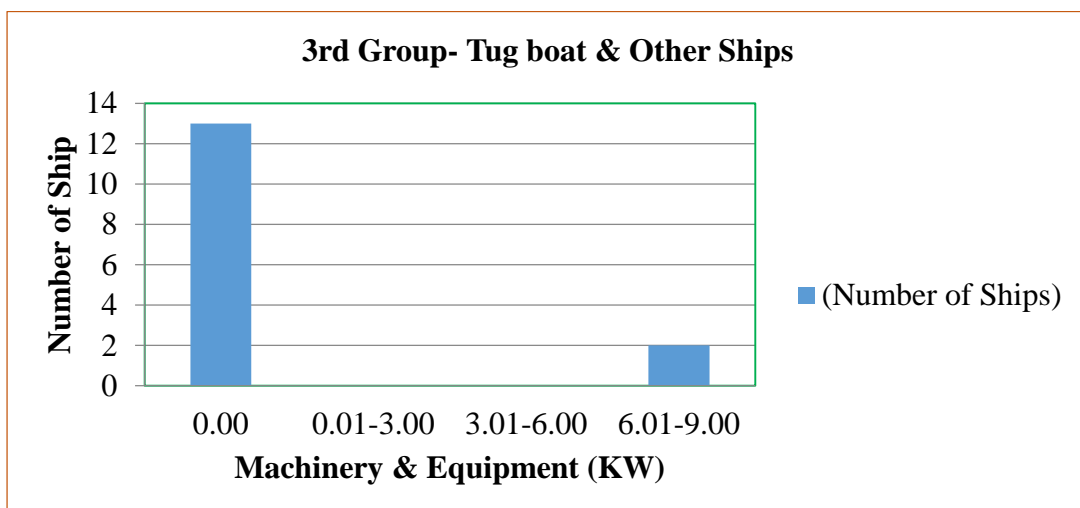 3rd Group- Tug boat & Other Ships
Number of Ship
14
12
10
8
6
4
2
0
0.00 0.01-3.00 3.01-6.00 6.01-9.00
Machinery & Equipment (KW)
(Number of Ships)